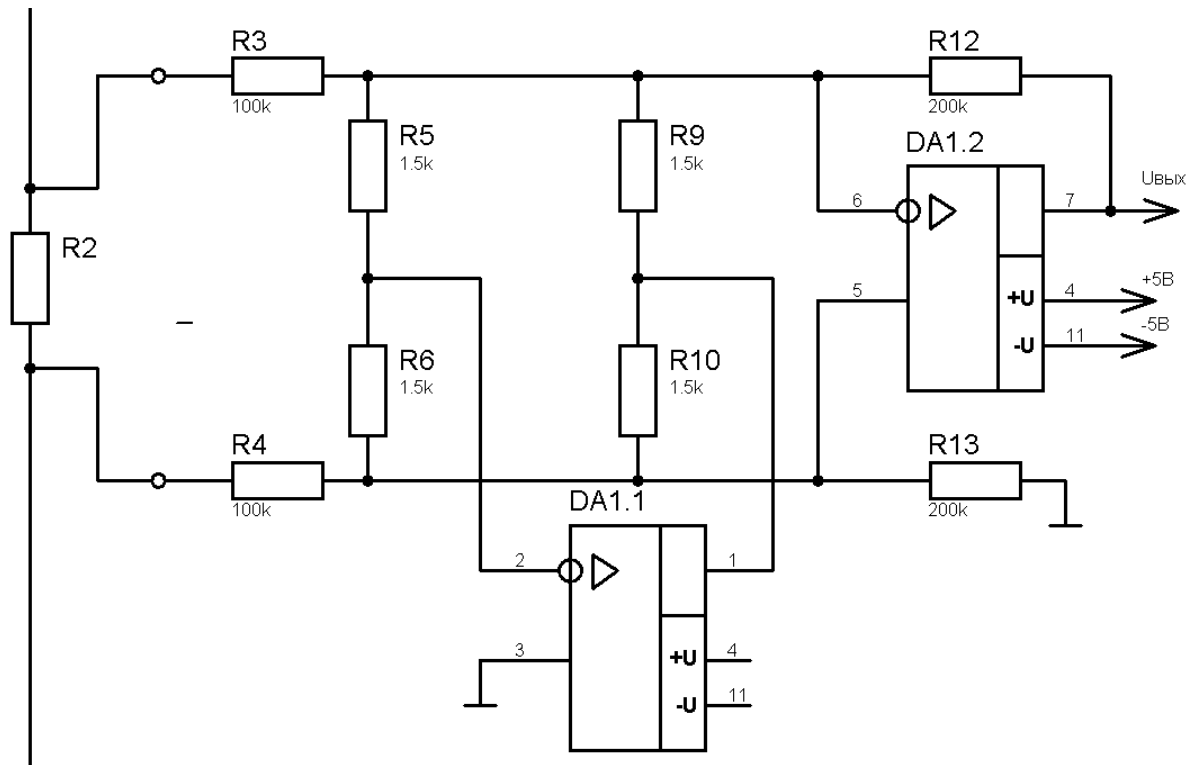 R3
100k
R12
200k
R5
1.5k
R9
1.5k
DA1.2
6
7
Uвых
R2
5
+U
4
+5В
-U
11
-5В
R6
1.5k
R10
1.5k
R4
100k
R13
200k
DA1.1
2
1
3
+U
4
-U
11